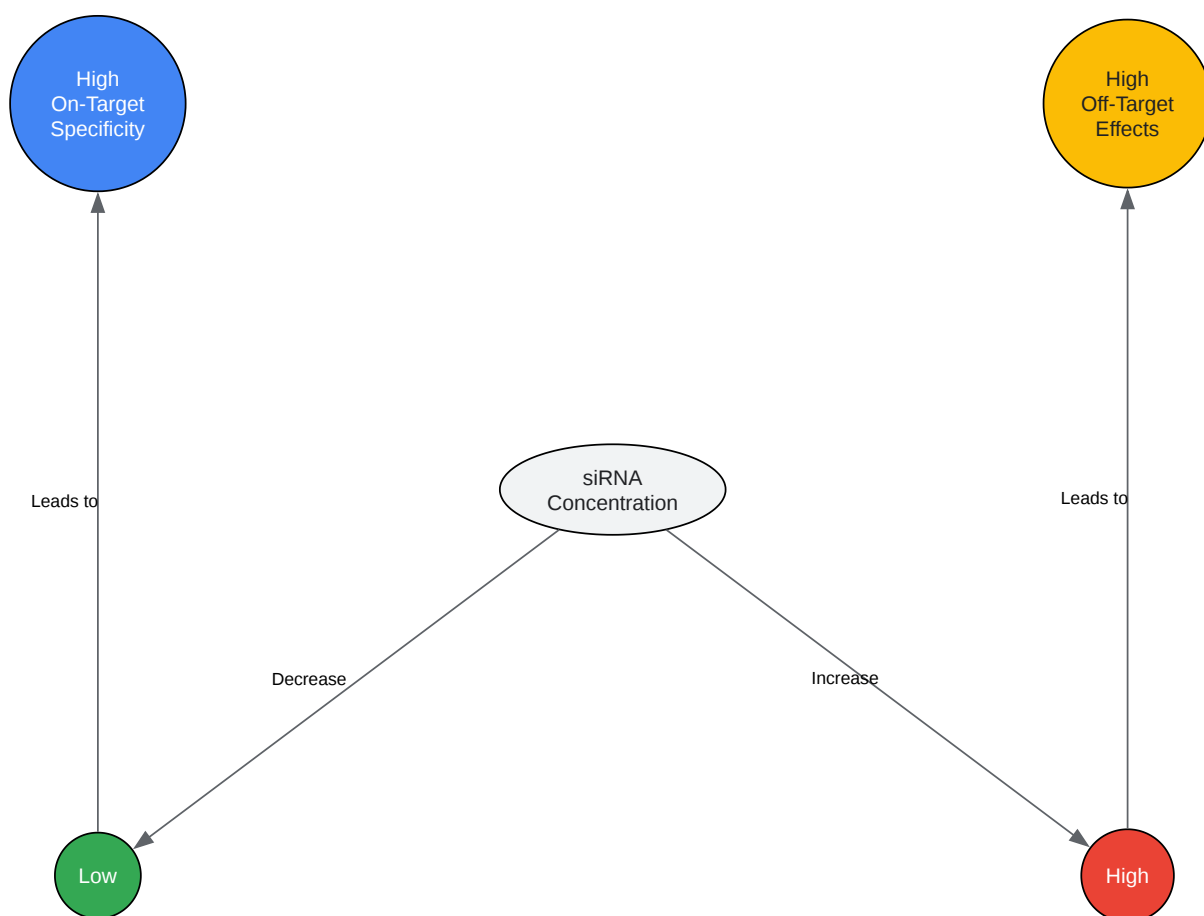 High
On-Target
Specificity
High
Off-Target
Effects
siRNA
Concentration
Leads to
Leads to
Decrease
Increase
Low
High